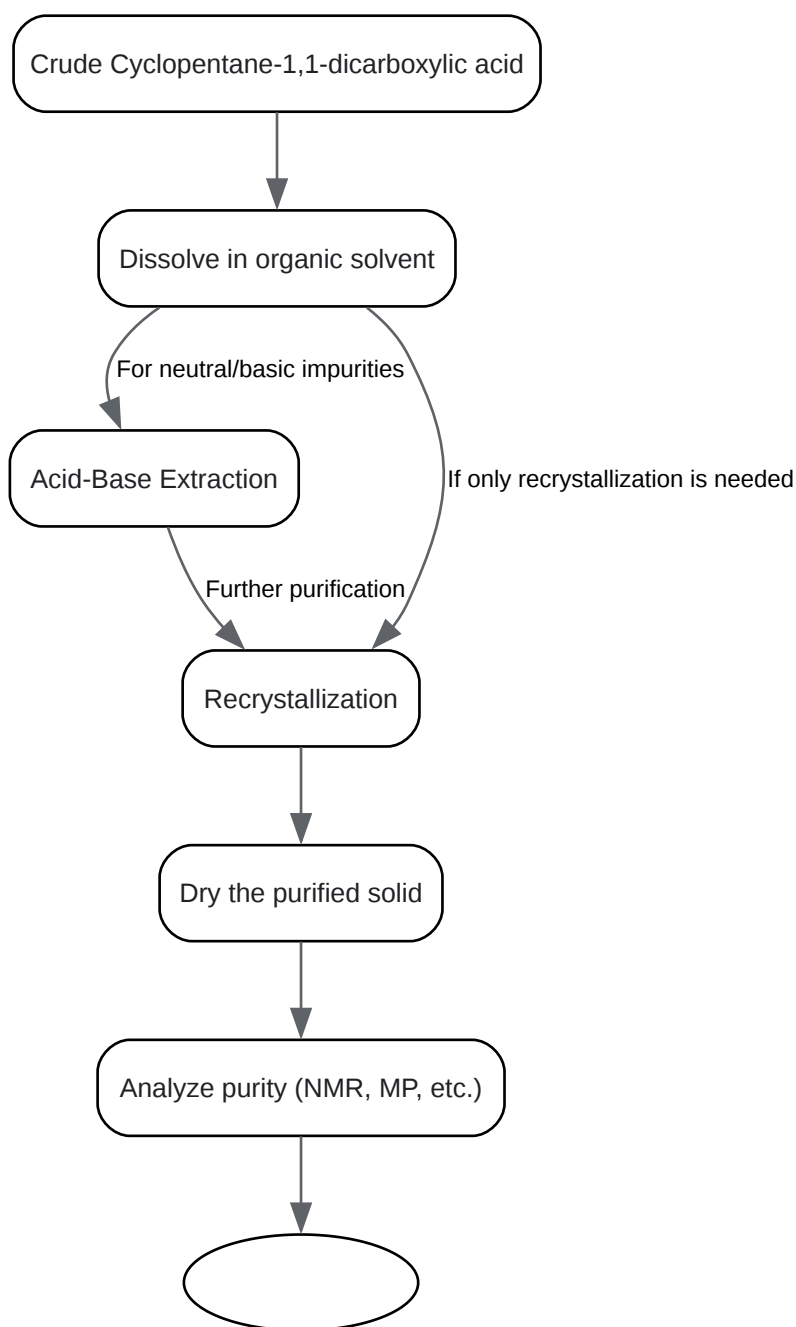 Crude Cyclopentane-1,1-dicarboxylic acid
Dissolve in organic solvent
For neutral/basic impurities
Acid-Base Extraction
If only recrystallization is needed
Further purification
Recrystallization
Dry the purified solid
Analyze purity (NMR, MP, etc.)